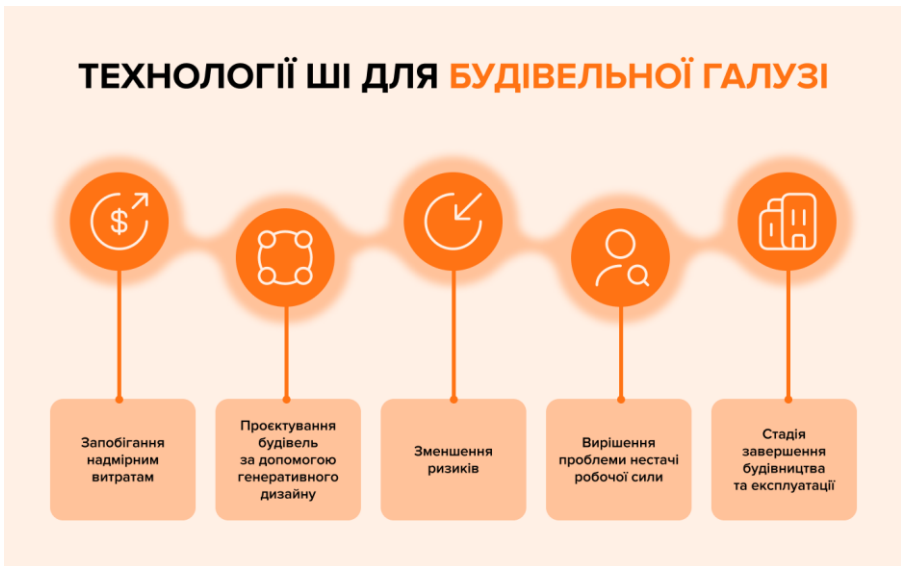 ТЕХНОЛОГІЇ ШІ ДЛЯ БУДІВЕЛЬНОЇ ГАЛУЗІ
$
Запобігання
надмірним
витратам
Проєктування
будівель
за допомогою
генеративного
дизайну
Зменшення
ризиків
Вирішення
проблеми нестачі
робочої сили
Стадія
завершення
будівництва
та експлуатації